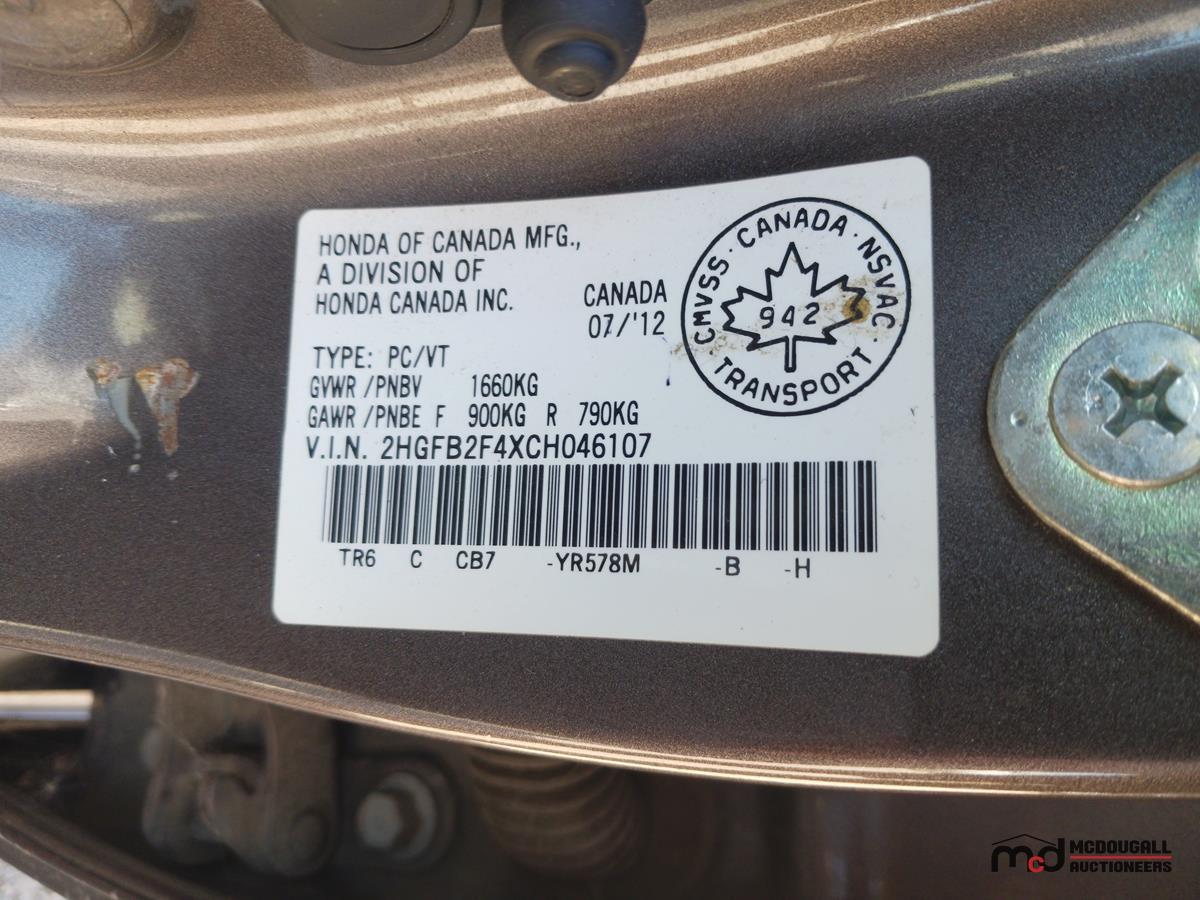 HONDA OF CANADA MFG.,
A DIVISION OF
HONDA CANADA INC.
CANADA
07/'12
CMVSS · CANADA · NSVAC ·
942
TRANSPORT
TYPE: PC/VT
GVWR /PNBV 1660KG
GAWR /PNBE F 900KG R 790KG
V.I.N. 2HGFB2F4XCH046107
TR6 C CB7 -YR578M -B -H
mcd MCDOUGALL
AUCTIONEERS